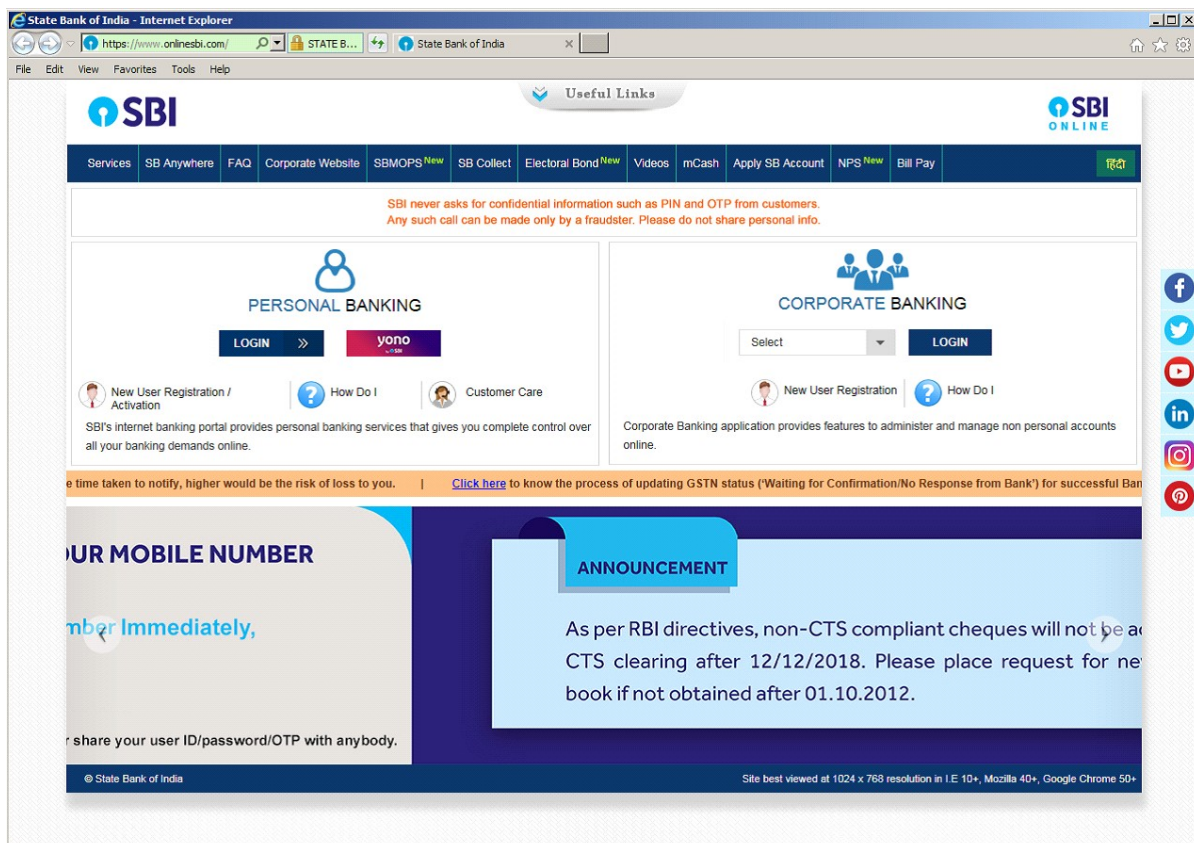 State Bank of India - Internet Explorer
https://www.onlinesbi.com/ STATE B... State Bank of India
File Edit View Favorites Tools Help
Useful Links
SBI
SBI
ONLINE
Services SB Anywhere FAQ Corporate Website SBMOPS New SB Collect Electoral Bond New Videos mCash Apply SB Account NPS New Bill Pay हिंदी
SBI never asks for confidential information such as PIN and OTP from customers.
Any such call can be made only by a fraudster. Please do not share personal info.
PERSONAL BANKING
LOGIN » yono
by SBI
New User Registration /
Activation
How Do I
Customer Care
SBI's internet banking portal provides personal banking services that gives you complete control over
all your banking demands online.
CORPORATE BANKING
Select LOGIN
New User Registration How Do I
Corporate Banking application provides features to administer and manage non personal accounts
online.
e time taken to notify, higher would be the risk of loss to you. | Click here to know the process of updating GSTN status ('Waiting for Confirmation/No Response from Bank') for successful Ban
OUR MOBILE NUMBER
mber Immediately,
r share your user ID/password/OTP with anybody.
ANNOUNCEMENT
As per RBI directives, non-CTS compliant cheques will not be ac
CTS clearing after 12/12/2018. Please place request for ne
book if not obtained after 01.10.2012.
© State Bank of India
Site best viewed at 1024 x 768 resolution in I.E 10+, Mozilla 40+, Google Chrome 50+